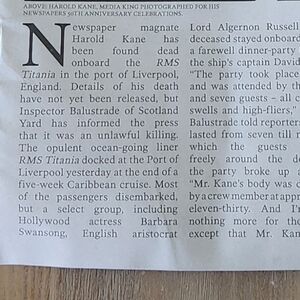 ABOVE: HAROLD KANE, MEDIA KING PHOTOGRAPHED FOR HIS
NEWSPAPERS 50TH ANNIVERSARY CELEBRATIONS.
Newspaper magnate
Harold Kane has
been found dead
onboard the RMS
Titania in the port of Liverpool,
England. Details of his death
have not yet been released, but
Inspector Balustrade of Scotland
Yard has informed the press
that it was an unlawful killing.
The opulent ocean-going liner
RMS Titania docked at the Port of
Liverpool yesterday at the end of a
five-week Caribbean cruise. Most
of the passengers disembarked,
but a select group, including
Hollywood actress Barbara
Swansong, English aristocrat
Lord Algernon Russell
deceased stayed onboard
a farewell dinner-party
the ship's captain David
"The party took place
and was attended by th
and seven guests – all
swells and high-fliers,"
Balustrade told reporters
lasted from seven till
which the guests
freely around the de
the party broke up a
"Mr. Kane's body was
by a crew member at appr
eleven-thirty. And I'm
nothing more for the
except that Mr. Kan